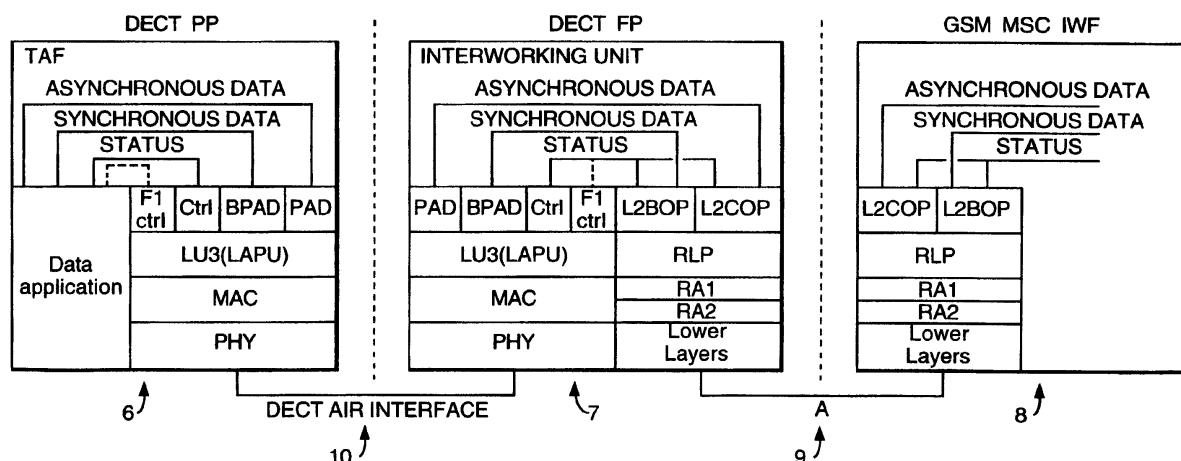 DECT PP
DECT FP
GSM MSC IWF
TAF
ASYNCHRONOUS DATA
SYNCHRONOUS DATA
STATUS
Data
application
F1
ctrl
Ctrl
BPAD
PAD
LU3(LAPU)
MAC
PHY
6
INTERWORKING UNIT
ASYNCHRONOUS DATA
SYNCHRONOUS DATA
STATUS
PAD
BPAD
Ctrl
F1
ctrl
L2BOP
L2COP
LU3(LAPU)
RLP
MAC
RA1
RA2
PHY
Lower
Layers
7
ASYNCHRONOUS DATA
SYNCHRONOUS DATA
STATUS
L2COP
L2BOP
RLP
RA1
RA2
Lower
Layers
8
DECT AIR INTERFACE
A
10
9